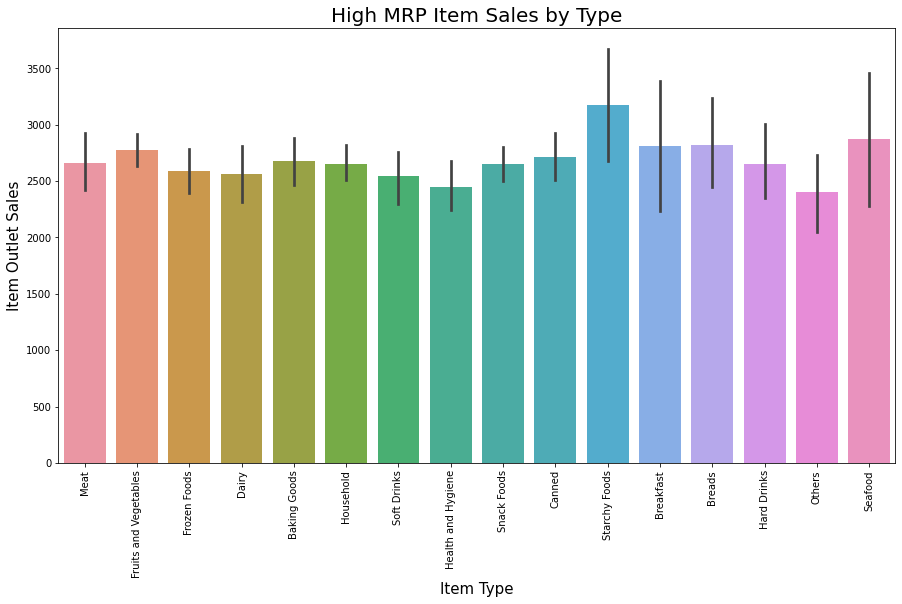 High MRP Item Sales by Type
Item Outlet Sales
3500
3000
2500
2000
1500
1000
500
0
Meat
Fruits and Vegetables
Frozen Foods
Dairy
Baking Goods
Household
Soft Drinks
Health and Hygiene
Snack Foods
Canned
Starchy Foods
Breakfast
Breads
Hard Drinks
Others
Seafood
Item Type